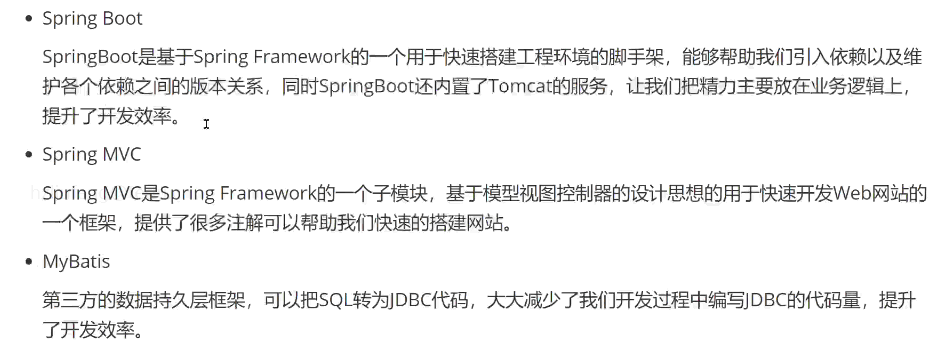 Spring Boot
SpringBoot是基于Spring Framework的一个用于快速搭建工程环境的脚手架，能够帮助我们引入依赖以及维
护各个依赖之间的版本关系，同时SpringBoot还内置了Tomcat的服务，让我们把精力主要放在业务逻辑上，
提升了开发效率。
Spring MVC
Spring MVC是Spring Framework的一个子模块，基于模型视图控制器的设计思想的用于快速开发Web网站的
一个框架，提供了很多注解可以帮助我们快速的搭建网站。
MyBatis
第三方的数据持久层框架，可以把SQL转为JDBC代码，大大减少了我们开发过程中编写JDBC的代码量，提升
了开发效率。